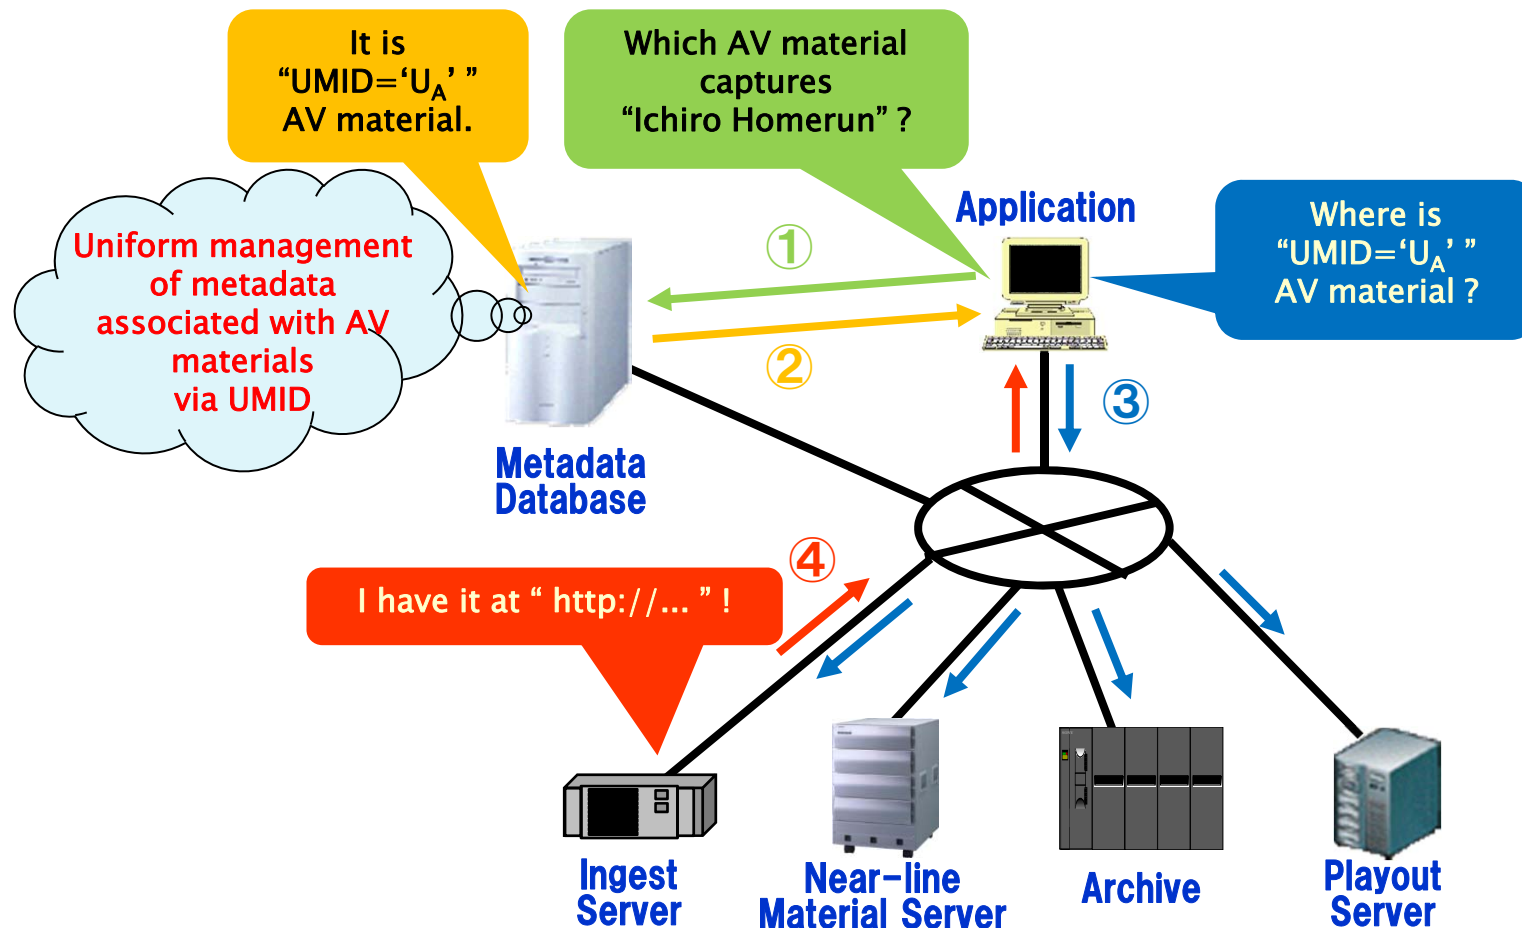 It is
“UMID=‘UA’ ”
AV material.
Which AV material
captures
“Ichiro Homerun” ?
Application
Where is
“UMID=‘UA’ ”
AV material ?
Uniform management
of metadata
associated with AV
materials
via UMID
①
②
③
Metadata
Database
④
I have it at “ http://... ” !
Ingest
Server
Near-line
Material Server
Archive
Playout
Server